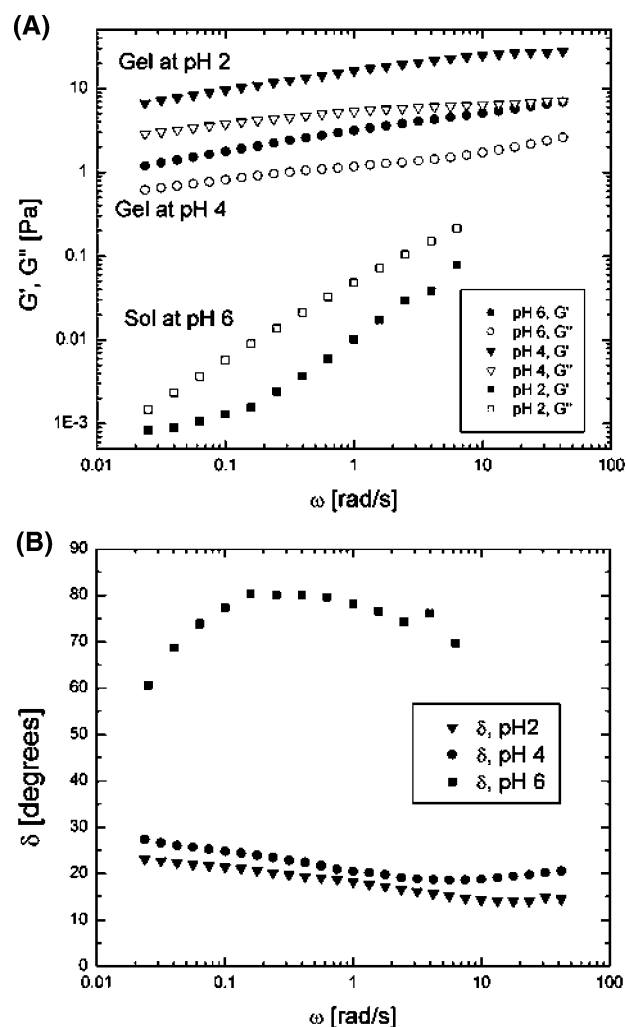 (A)
Gel at pH 2
Gel at pH 4
Sol at pH 6
G', G'' [Pa]
10
1
0.1
0.01
1E-3
pH 6, G'
pH 6, G''
pH 4, G'
pH 4, G''
pH 2, G'
pH 2, G''
0.01
0.1
1
10
100
ω [rad/s]
(B)
δ [degrees]
90
80
70
60
50
40
30
20
10
0
δ, pH2
δ, pH 4
δ, pH 6
0.01
0.1
1
10
100
ω [rad/s]